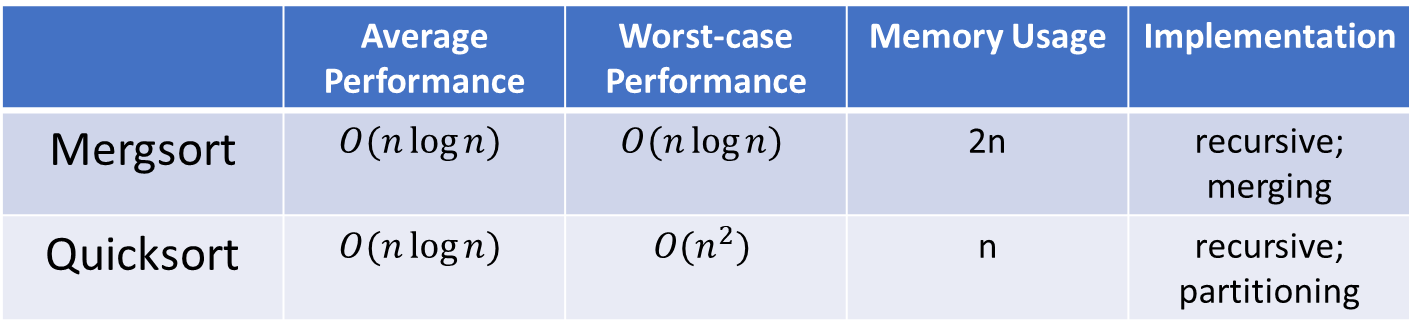 Average Performance
Worst-case Performance
Memory Usage
Implementation
Mergsort
O(n log n)
O(n log n)
2n
recursive;
merging
Quicksort
O(n log n)
O(n²)
n
recursive;
partitioning